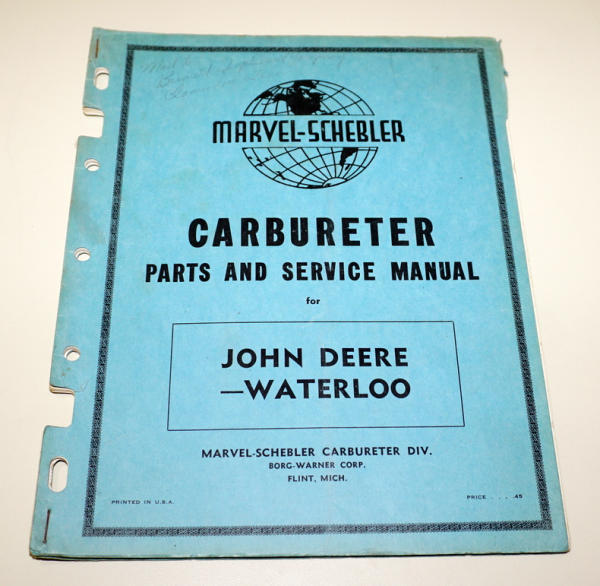 MARVEL-SCHEBLER
CARBURETER
PARTS AND SERVICE MANUAL
for
JOHN DEERE
—WATERLOO
MARVEL-SCHEBLER CARBURETER DIV.
BORG-WARNER CORP.
FLINT, MICH.
PRINTED IN U.S.A.
PRICE . . . .45